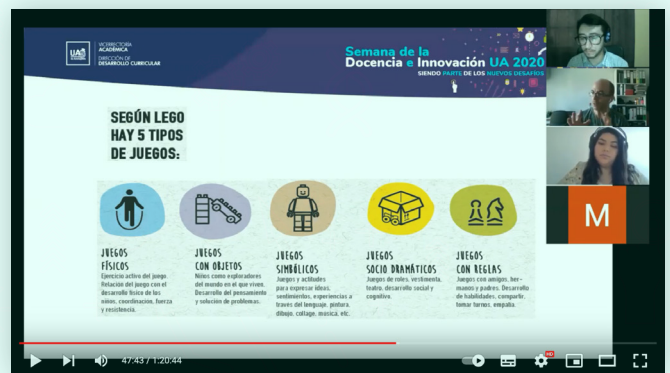 UA
VICERRECTORÍA
ACADÉMICA
DIRECCIÓN DE
DESARROLLO CURRICULAR
Semana de la
Docencia e Innovación UA 2020
SIENDO PARTE DE LOS NUEVOS DESAFÍOS
SEGÚN LEGO
HAY 5 TIPOS
DE JUEGOS:
JUEGOS
FÍSICOS
Ejercicio activo del juego.
Relación del juego con el
desarrollo físico de los
niños, coordinación, fuerza
y resistencia.
JUEGOS
CON OBJETOS
Niños como exploradores
del mundo en el que viven.
Desarrollo del pensamiento
y solución de problemas.
JUEGOS
SIMBÓLICOS
Juegos y actitudes
para expresar ideas,
sentimientos, experiencias a
través del lenguaje, pintura,
dibujo, collage, música, etc.
JUEGOS
SOCIO DRAMÁTICOS
Juegos de roles, vestimenta,
teatro, desarrollo social y
cognitivo.
JUEGOS
CON REGLAS
Juegos con amigos, her-
manos y padres. Desarrollo
de habilidades, compartir,
tomar turnos, empatía.
M
47:43 / 1:20:44
HD